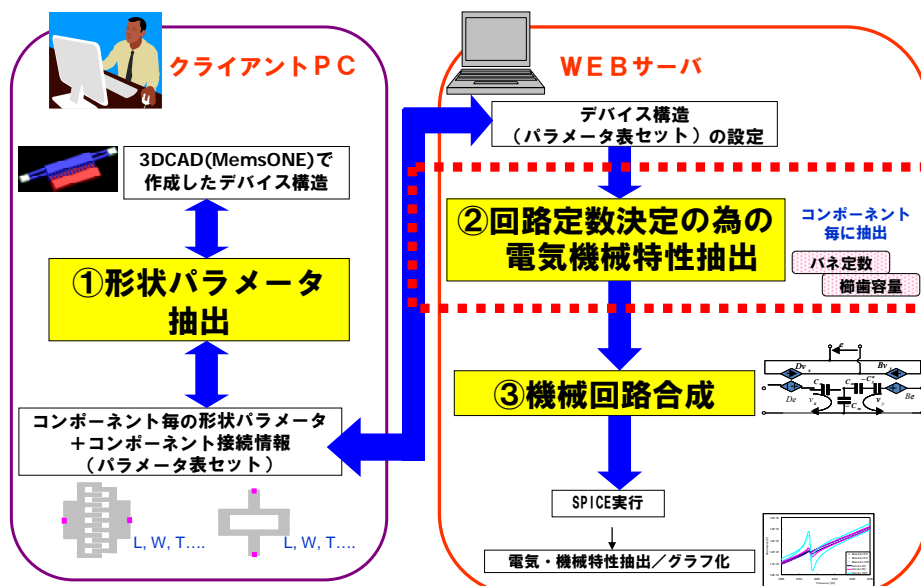 クライアントPC
3DCAD(MemsONE)で
作成したデバイス構造
①形状パラメータ
抽出
コンポーネント毎の形状パラメータ
+コンポーネント接続情報
(パラメータ表セット)
L, W, T....
L, W, T....
WEBサーバ
デバイス構造
(パラメータ表セット)の設定
②回路定数決定の為の
電気機械特性抽出
コンポーネント
毎に抽出
バネ定数
櫛歯容量
③機械回路合成
e
De
Be
SPICE実行
電気・機械特性抽出/グラフ化